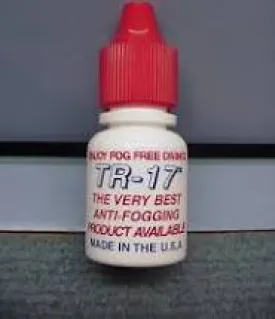 ENJOY FOG FREE DIVING
TR-17
THE VERY BEST
ANTI-FOGGING
PRODUCT AVAILABLE
MADE IN THE U.S.A